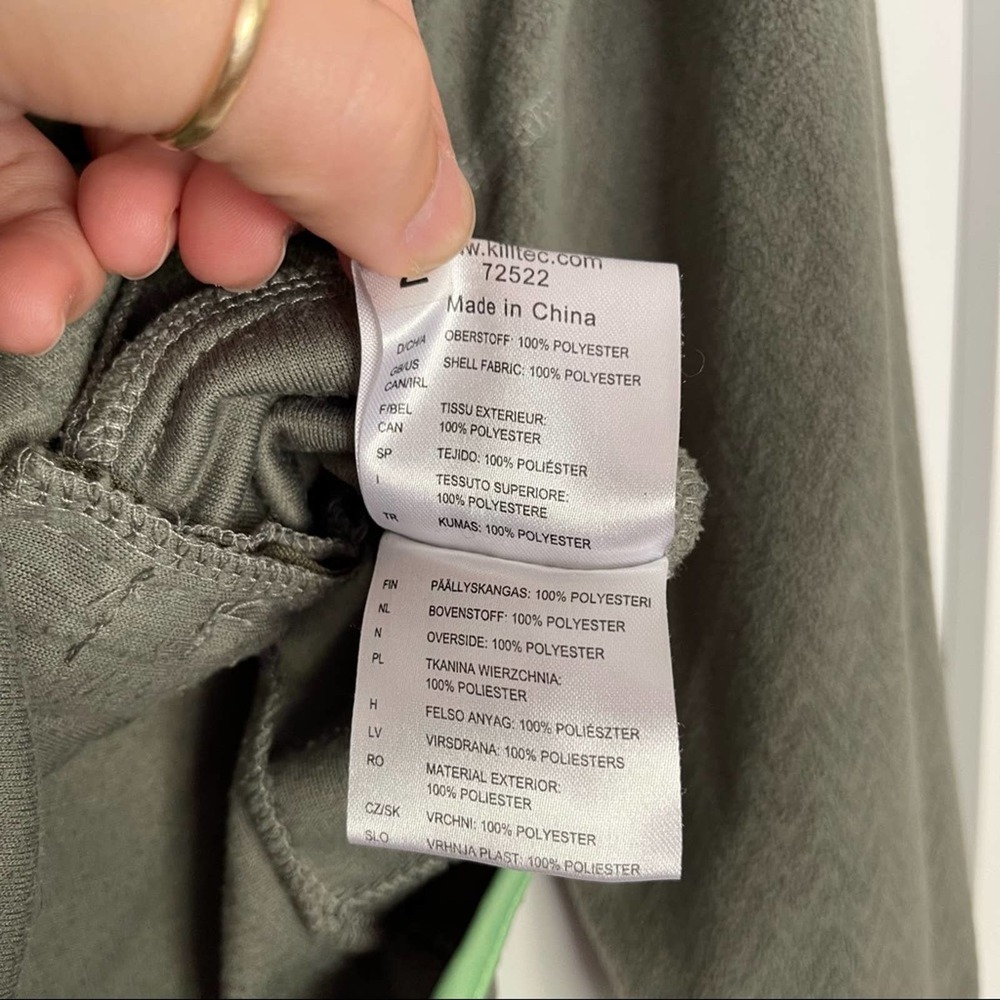 w.killtec.com
72522
Made in China
D/CH/A OBERSTOFF: 100% POLYESTER
GB/US SHELL FABRIC: 100% POLYESTER
CAN/IRL
F/BEL TISSU EXTERIEUR:
CAN 100% POLYESTER
SP TEJIDO: 100% POLIÉSTER
I TESSUTO SUPERIORE:
100% POLYESTERE
TR KUMAS: 100% POLYESTER
FIN PÄÄLLYSKANGAS: 100% POLYESTERI
NL BOVENSTOFF: 100% POLYESTER
N OVERSIDE: 100% POLYESTER
PL TKANINA WIERZCHNIA:
100% POLIESTER
H FELSO ANYAG: 100% POLIÉSZTER
LV VIRSDRANA: 100% POLIESTERS
RO MATERIAL EXTERIOR:
100% POLIESTER
CZ/SK VRCHNI: 100% POLYESTER
SLO VRHNJA PLAST: 100% POLIESTER